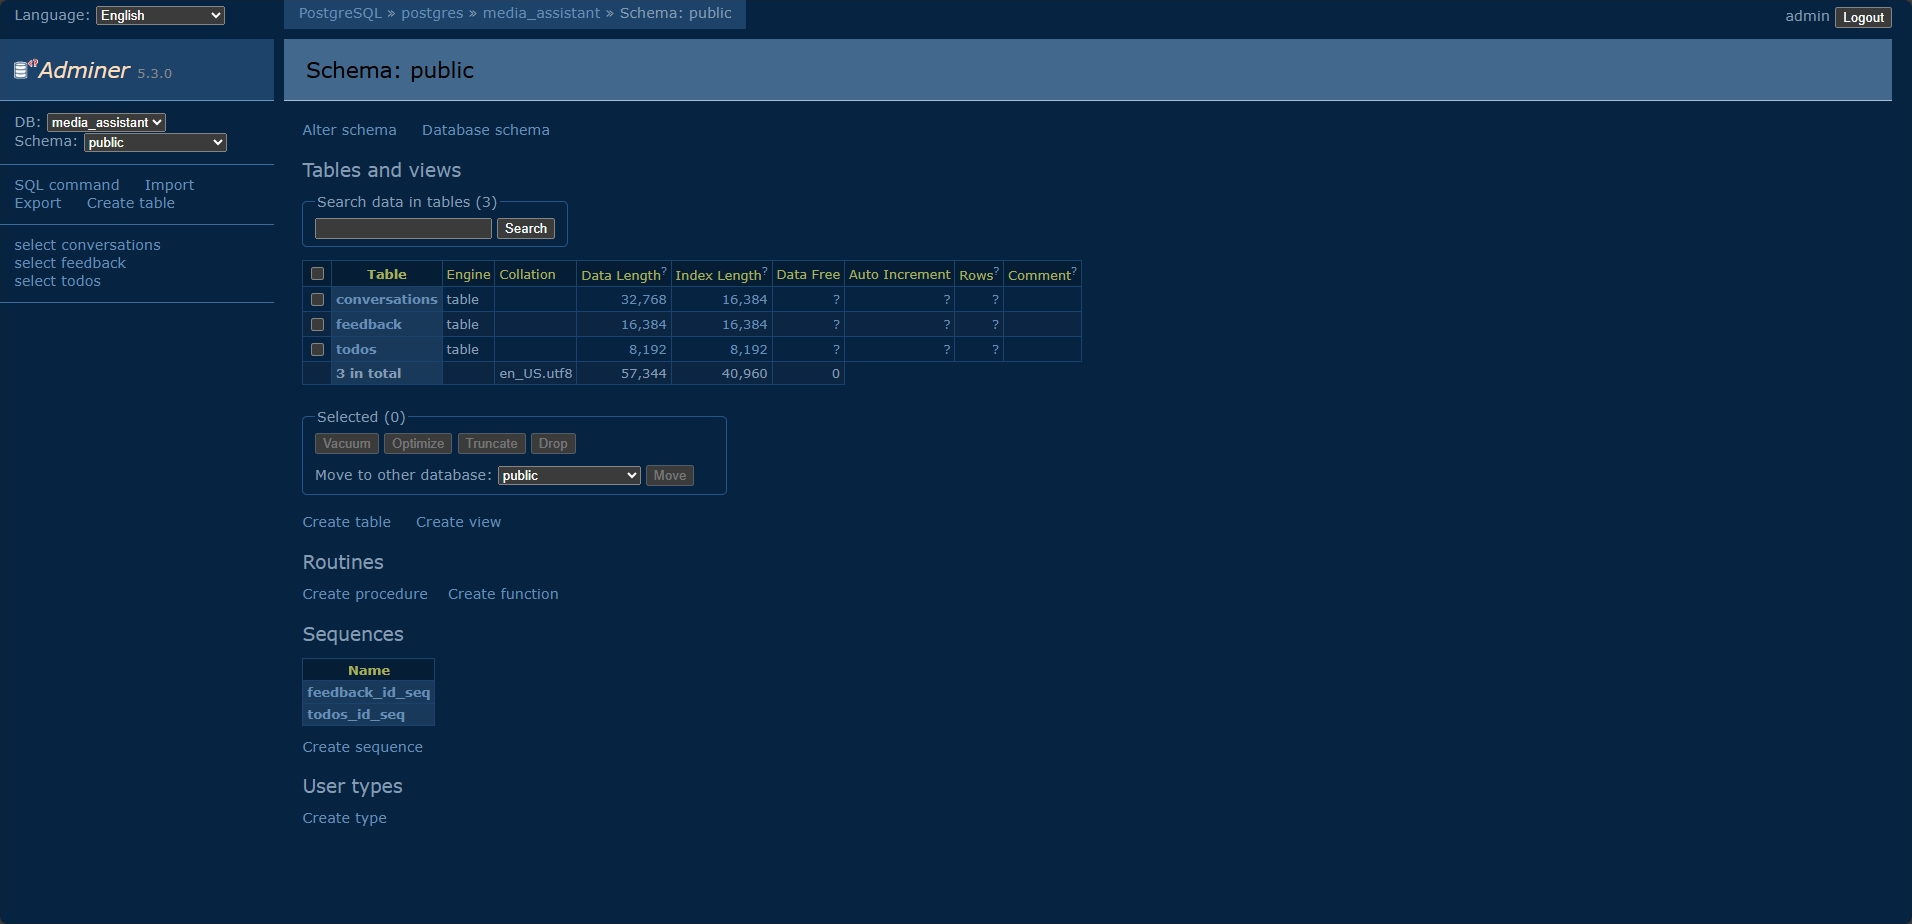 Language: English
PostgreSQL » postgres » media_assistant » Schema: public
admin Logout
Adminer 5.3.0
Schema: public
DB: media_assistant
Schema: public
SQL command Import
Export Create table
select conversations
select feedback
select todos
Alter schema Database schema
Tables and views
Search data in tables (3)
Search
Table Engine Collation Data Length? Index Length? Data Free Auto Increment Rows? Comment?
conversations table 32,768 16,384 ? ? ?
feedback table 16,384 16,384 ? ? ?
todos table 8,192 8,192 ? ? ?
3 in total en_US.utf8 57,344 40,960 0
Selected (0)
Vacuum Optimize Truncate Drop
Move to other database: public Move
Create table Create view
Routines
Create procedure Create function
Sequences
Name
feedback_id_seq
todos_id_seq
Create sequence
User types
Create type